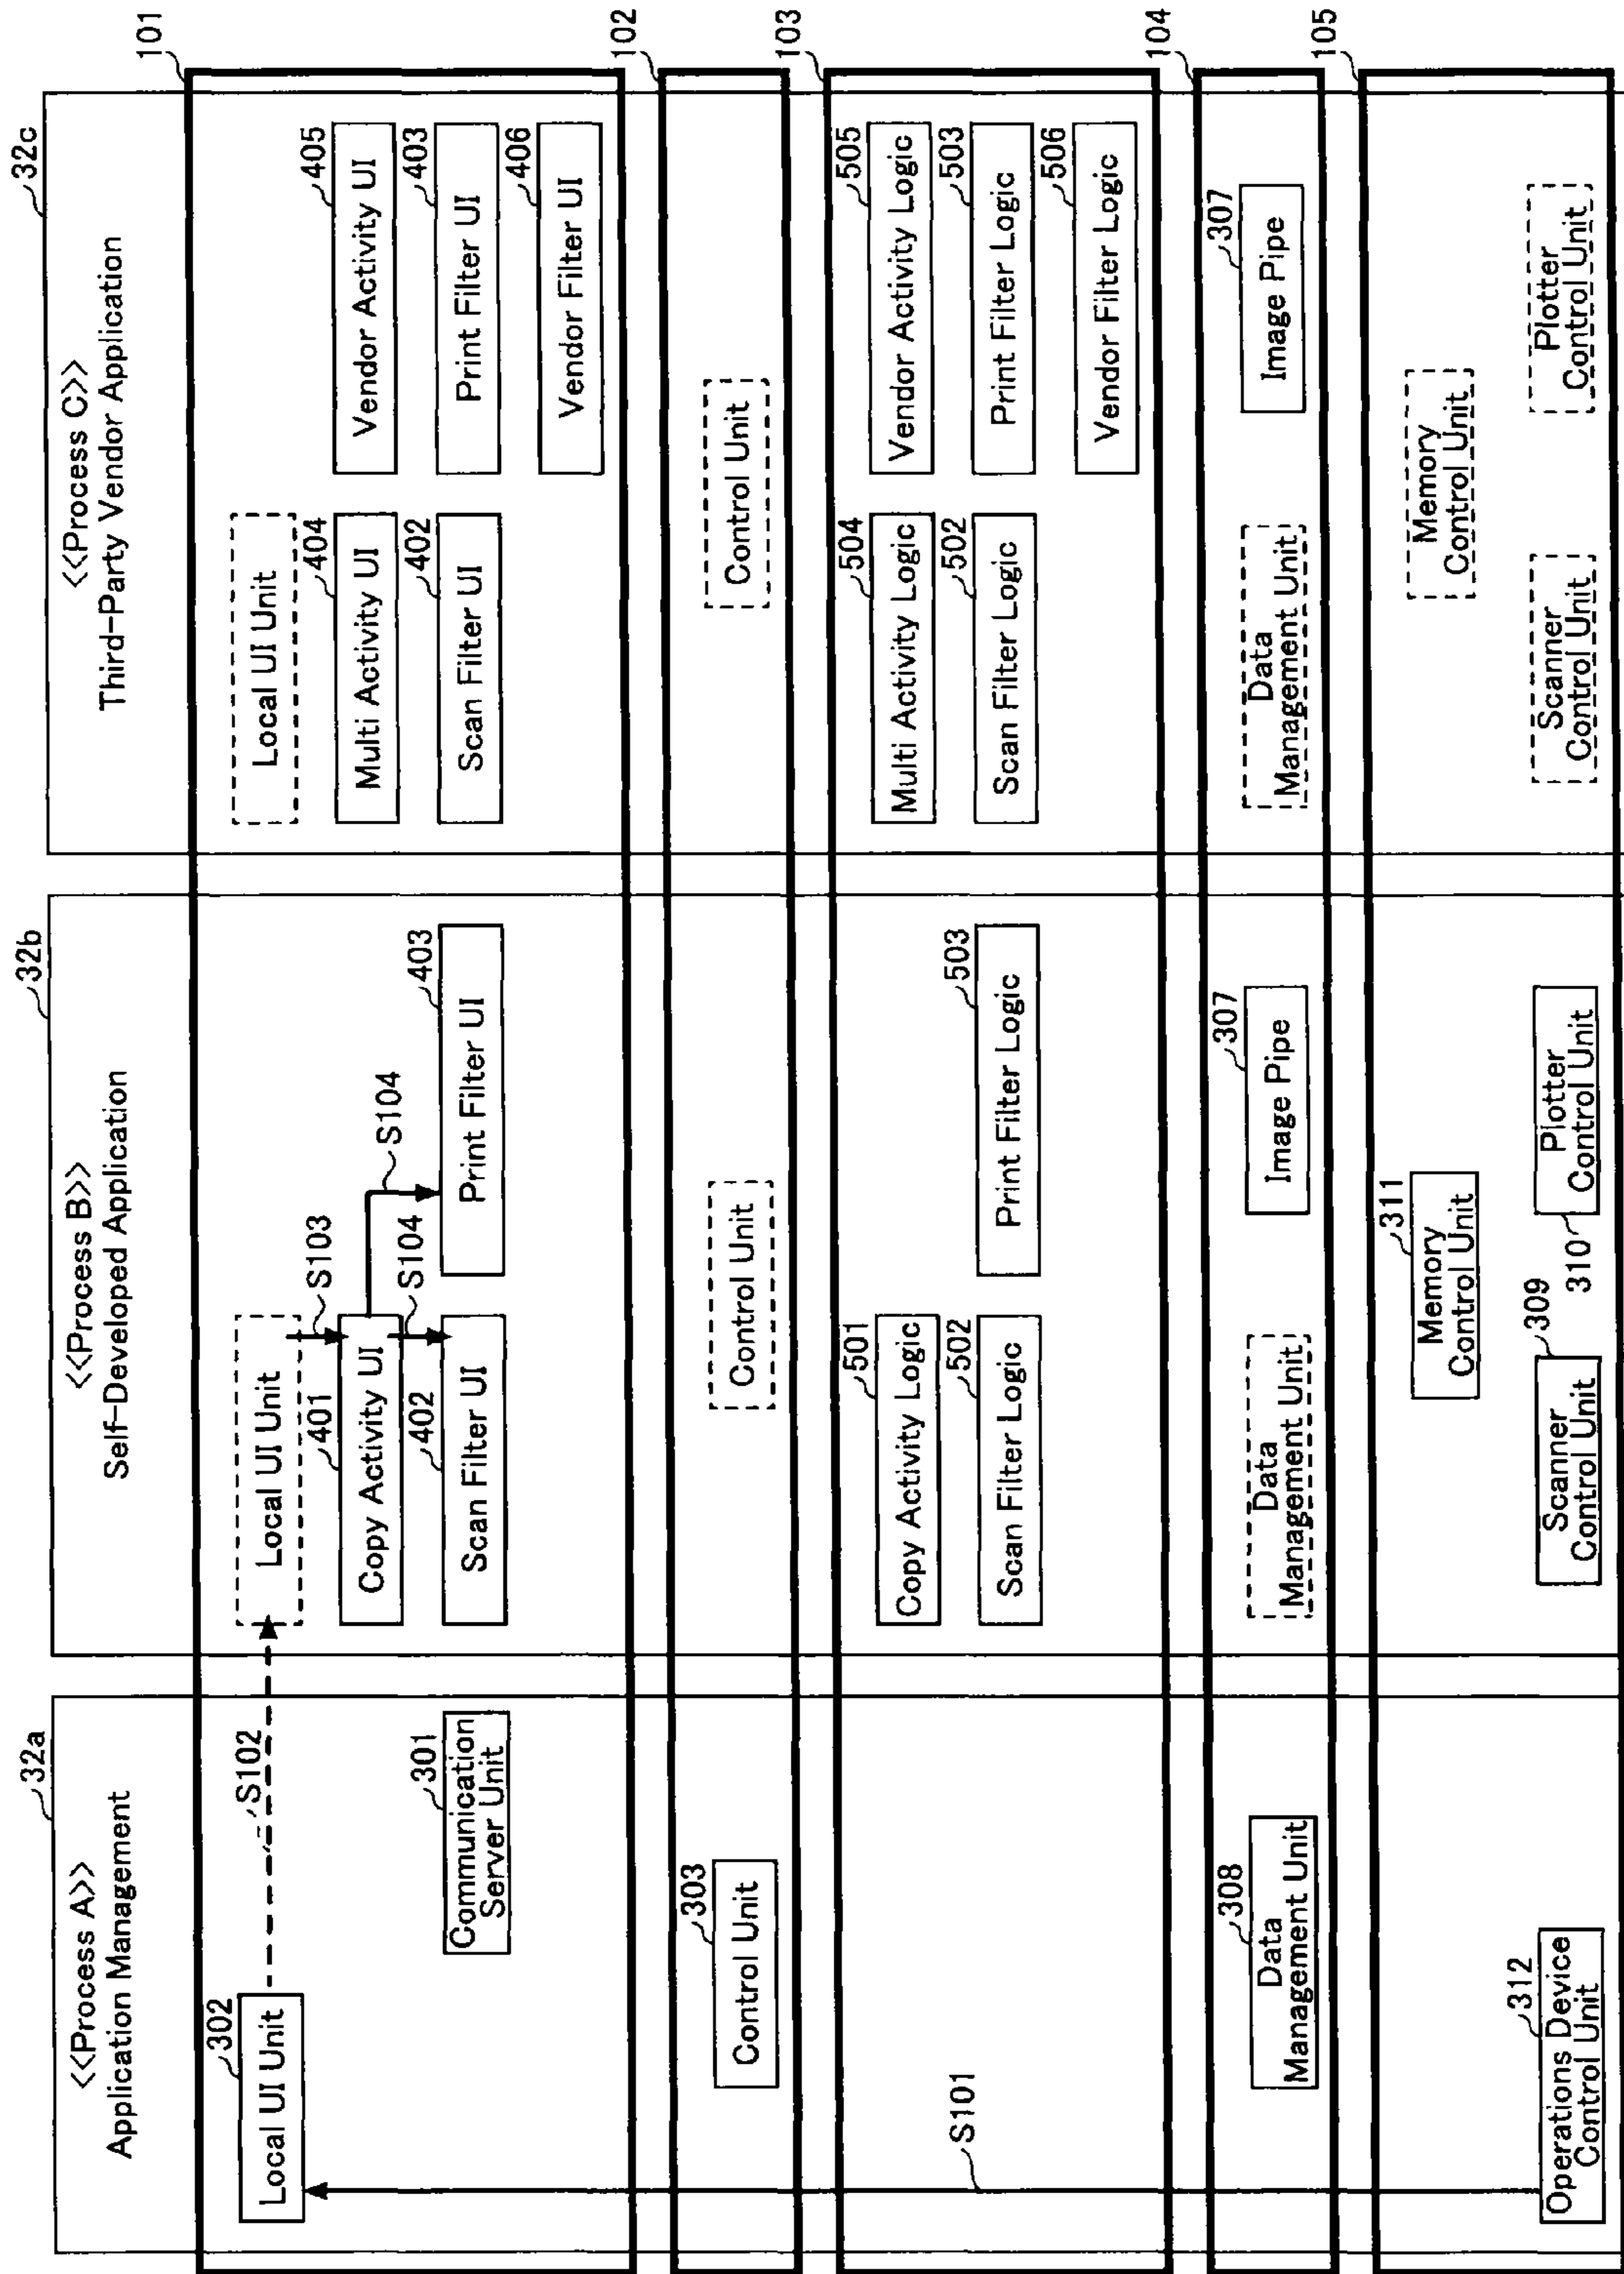 32a
<<Process A>>
Application Management
302
Local UI Unit
S102
301
Communication
Server Unit
303
Control Unit
S101
308
Data
Management Unit
312
Operations Device
Control Unit
32b
<<Process B>>
Self-Developed Application
Local UI Unit
S103
401
Copy Activity UI
S104
S104
402
Scan Filter UI
403
Print Filter UI
Control Unit
501
Copy Activity Logic
502
Scan Filter Logic
503
Print Filter Logic
Data
Management Unit
307
Image Pipe
311
Memory
Control Unit
309
Scanner
Control Unit
310
Plotter
Control Unit
32c
<<Process C>>
Third-Party Vendor Application
Local UI Unit
404
Multi Activity UI
405
Vendor Activity UI
402
Scan Filter UI
403
Print Filter UI
406
Vendor Filter UI
Control Unit
504
Multi Activity Logic
505
Vendor Activity Logic
502
Scan Filter Logic
503
Print Filter Logic
506
Vendor Filter Logic
Data
Management Unit
307
Image Pipe
Memory
Control Unit
Scanner
Control Unit
Plotter
Control Unit
101
102
103
104
105